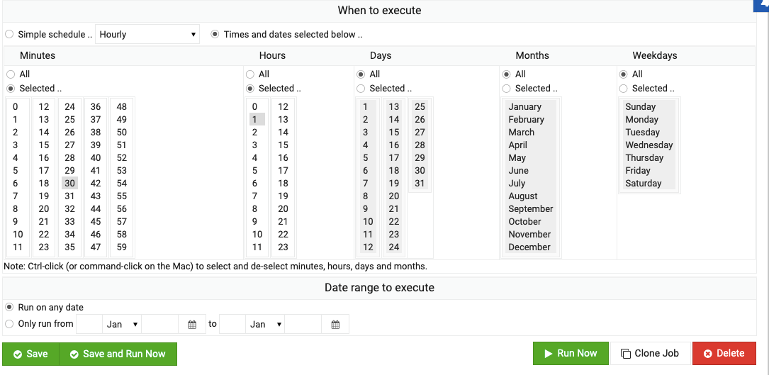 When to execute
Simple schedule .. Hourly Times and dates selected below ..
Minutes Hours Days Months Weekdays
All All All All All
Selected .. Selected .. Selected .. Selected .. Selected ..
0 12 24 36 48 0 12 1 13 25 January Sunday
1 13 25 37 49 1 13 2 14 26 February Monday
2 14 26 38 50 2 14 3 15 27 March Tuesday
3 15 27 39 51 3 15 4 16 28 April Wednesday
4 16 28 40 52 4 16 5 17 29 May Thursday
5 17 29 41 53 5 17 6 18 30 June Friday
6 18 30 42 54 6 18 7 19 31 July Saturday
7 19 31 43 55 7 19 8 20 August
8 20 32 44 56 8 20 9 21 September
9 21 33 45 57 9 21 10 22 October
10 22 34 46 58 10 22 11 23 November
11 23 35 47 59 11 23 12 24 December
Note: Ctrl-click (or command-click on the Mac) to select and de-select minutes, hours, days and months.
Date range to execute
Run on any date
Only run from Jan to Jan
Save Save and Run Now Run Now Clone Job Delete